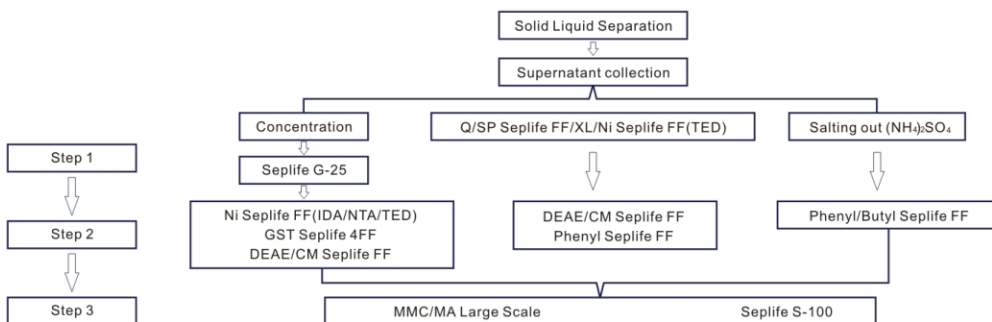 Solid Liquid Separation
Supernatant collection
Concentration
Q/SP Seplife FF/XL/Ni Seplife FF(TED)
Salting out (NH₄)₂SO₄
Step 1
Seplife G-25
Step 2
Ni Seplife FF(IDA/NTA/TED)
GST Seplife 4FF
DEAE/CM Seplife FF
DEAE/CM Seplife FF
Phenyl Seplife FF
Phenyl/Butyl Seplife FF
Step 3
MMC/MA Large Scale
Seplife S-100